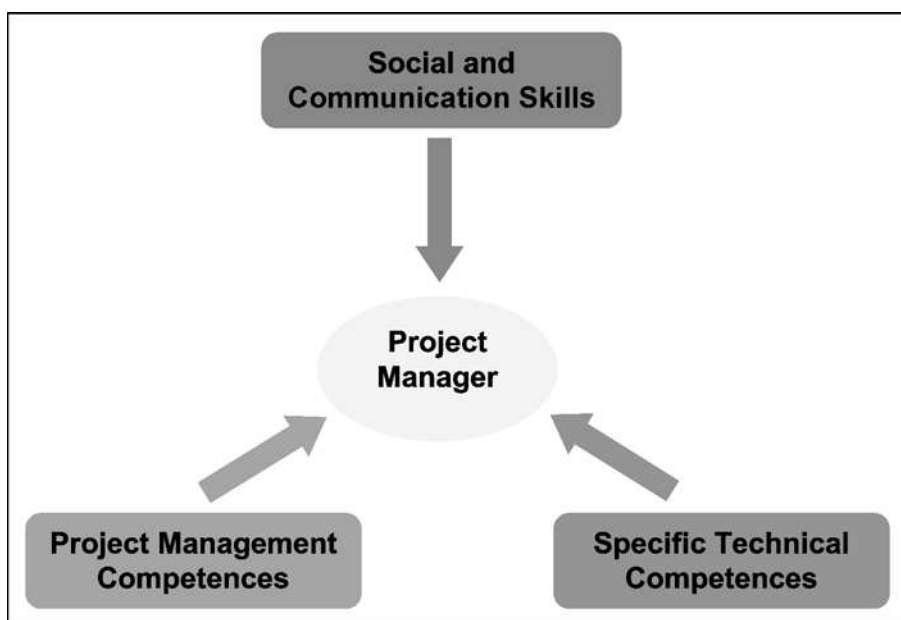 Social and
Communication Skills
Project
Manager
Project Management
Competences
Specific Technical
Competences